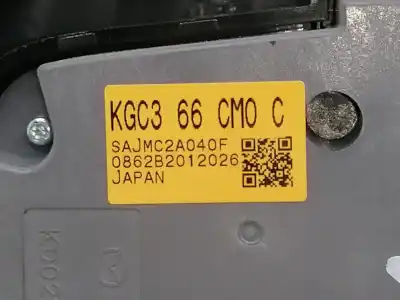 KGC3 66 CM0 C
SAJMC2A040F
0862B2012026
JAPAN